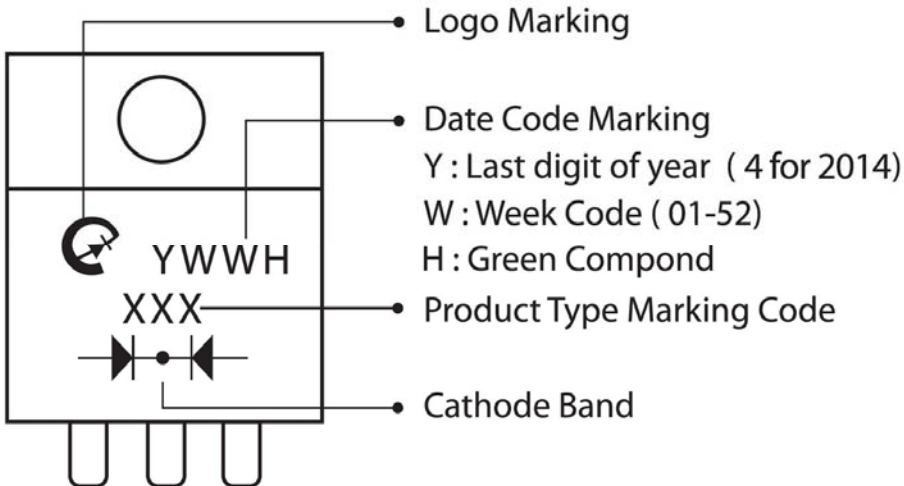 Logo Marking
Date Code Marking
Y : Last digit of year ( 4 for 2014)
W : Week Code ( 01-52)
YWWH
H : Green Compond
XXX
Product Type Marking Code
Cathode Band